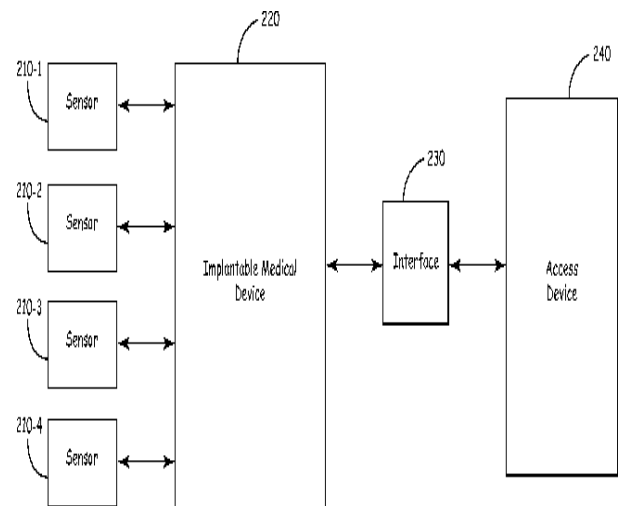 220
240
210-1
Sensor
210-2
Sensor
230
Implantable Medical
Device
Interface
Access
Device
210-3
Sensor
210-4
Sensor